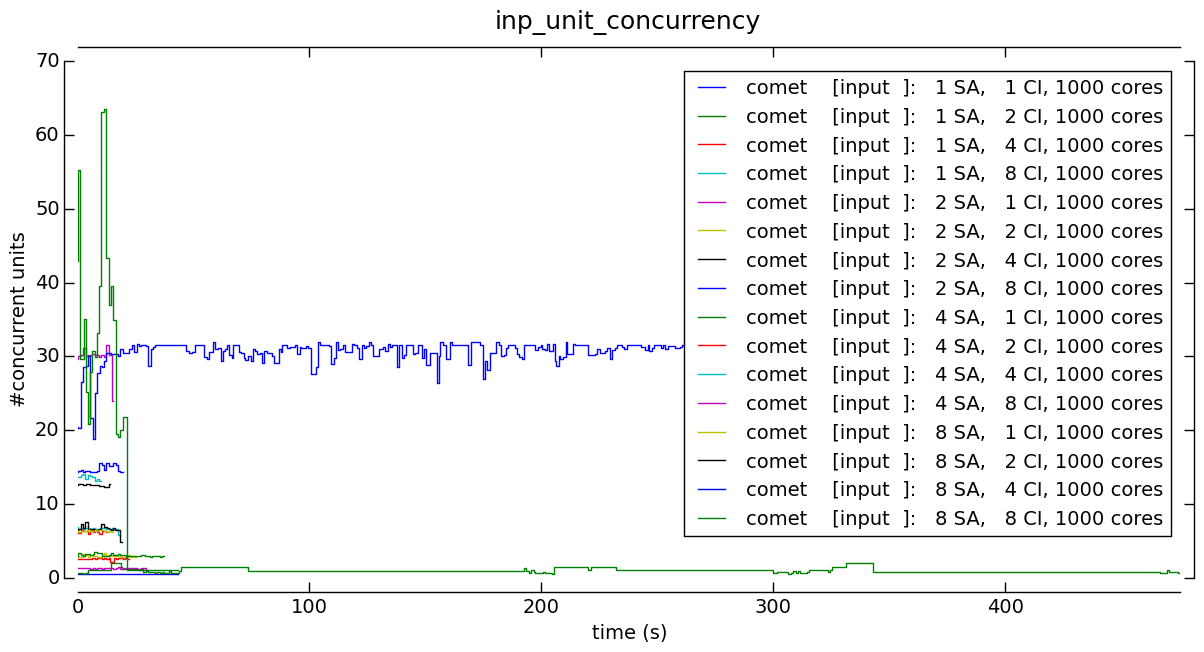 inp_unit_concurrency
70
60
50
40
30
20
10
0
#concurrent units
comet [input ]: 1 SA, 1 CI, 1000 cores
comet [input ]: 1 SA, 2 CI, 1000 cores
comet [input ]: 1 SA, 4 CI, 1000 cores
comet [input ]: 1 SA, 8 CI, 1000 cores
comet [input ]: 2 SA, 1 CI, 1000 cores
comet [input ]: 2 SA, 2 CI, 1000 cores
comet [input ]: 2 SA, 4 CI, 1000 cores
comet [input ]: 2 SA, 8 CI, 1000 cores
comet [input ]: 4 SA, 1 CI, 1000 cores
comet [input ]: 4 SA, 2 CI, 1000 cores
comet [input ]: 4 SA, 4 CI, 1000 cores
comet [input ]: 4 SA, 8 CI, 1000 cores
comet [input ]: 8 SA, 1 CI, 1000 cores
comet [input ]: 8 SA, 2 CI, 1000 cores
comet [input ]: 8 SA, 4 CI, 1000 cores
comet [input ]: 8 SA, 8 CI, 1000 cores
0 100 200 300 400
time (s)